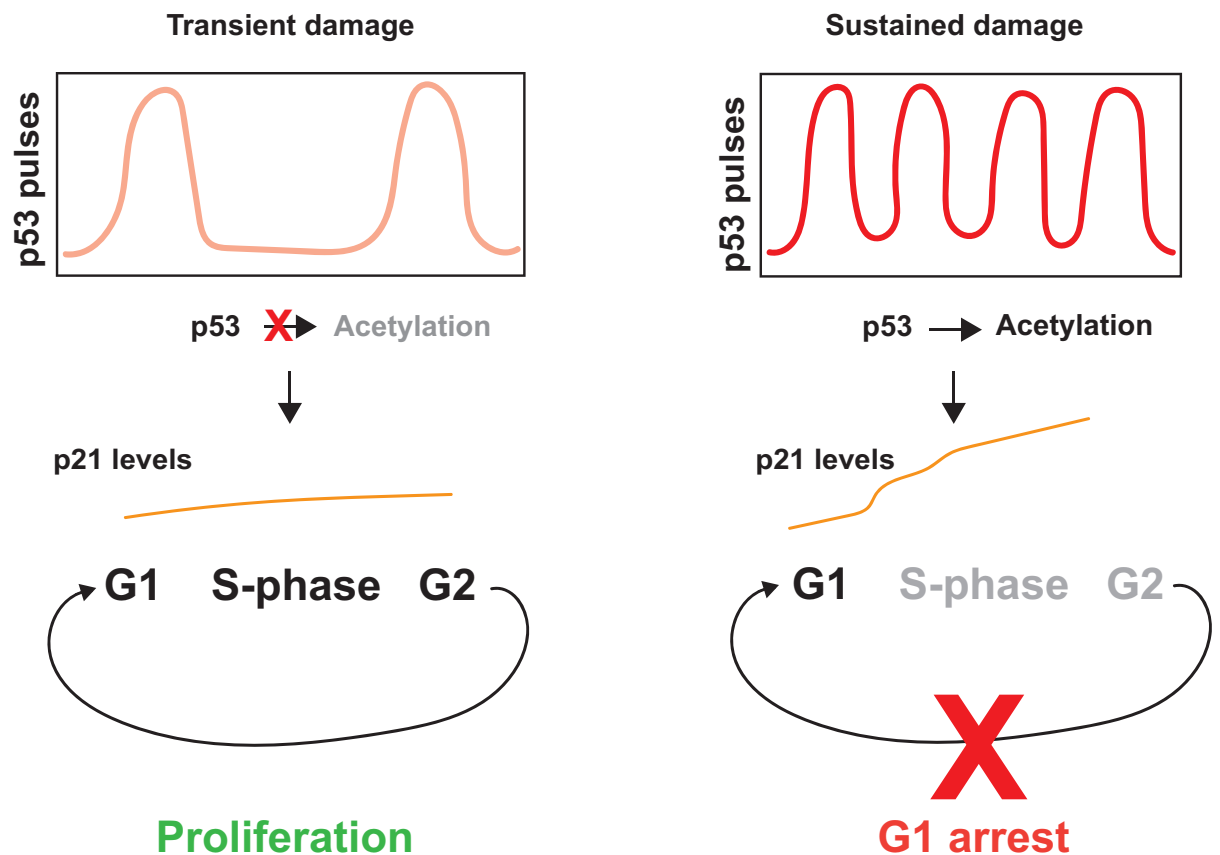 Transient damage
p53 pulses
p53 X Acetylation
p21 levels
G1 S-phase G2
Proliferation
Sustained damage
p53 pulses
p53 Acetylation
p21 levels
G1 S-phase G2
X
G1 arrest